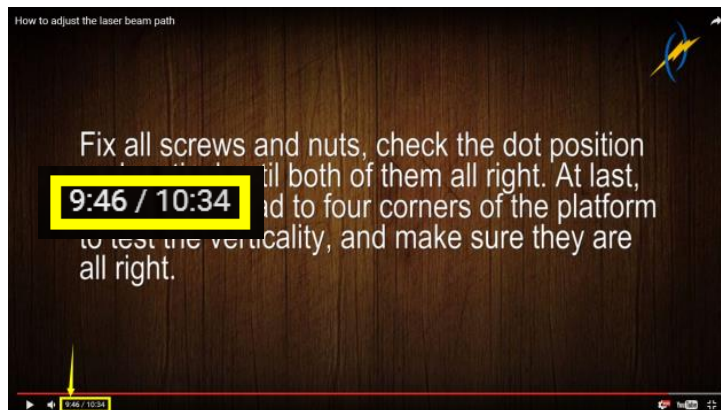 How to adjust the laser beam path
Fix all screws and nuts, check the dot position
both of them all right. At last,
9:46 / 10:34
to four corners of the platform
to test the verticality, and make sure they are
all right.
9:46 / 10:34
YouTube